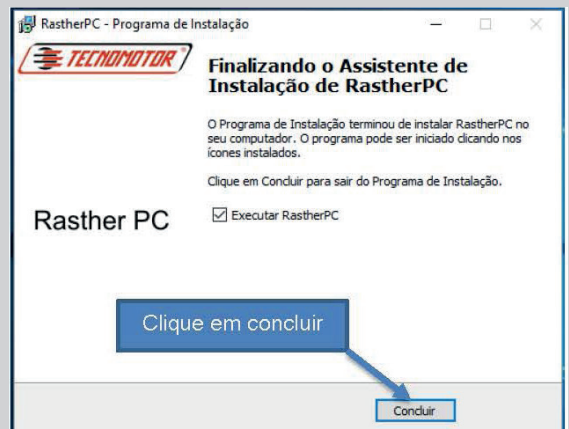 RastherPC - Programa de Instalação
TECNOMOTOR
Finalizando o Assistente de
Instalação de RastherPC
O Programa de Instalação terminou de instalar RastherPC no
seu computador. O programa pode ser iniciado clicando nos
ícones instalados.
Clique em Concluir para sair do Programa de Instalação.
Rasther PC
Executar RastherPC
Clique em concluir
Concluir